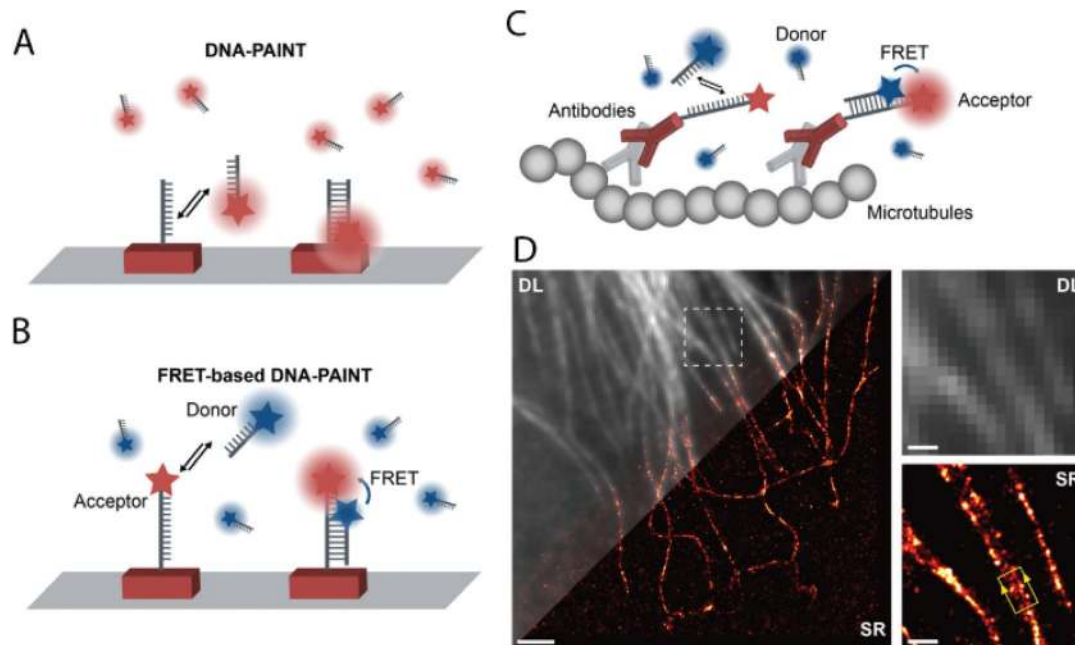 A
DNA-PAINT
B
FRET-based DNA-PAINT
Donor
Acceptor
FRET
C
Donor
FRET
Antibodies
Acceptor
Microtubules
D
DL
SR
DL
SR